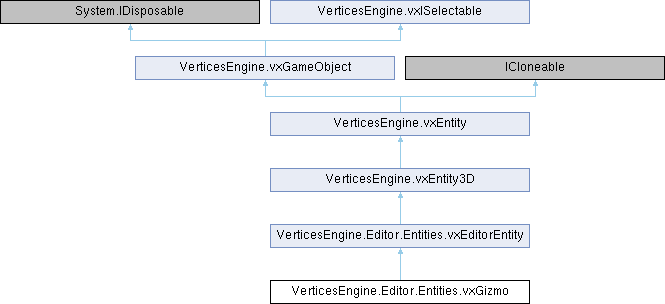 System.IDisposable
VerticesEngine.vxISelectable
VerticesEngine.vxGameObject
ICloneable
VerticesEngine.vxEntity
VerticesEngine.vxEntity3D
VerticesEngine.Editor.Entities.vxEditorEntity
VerticesEngine.Editor.Entities.vxGizmo